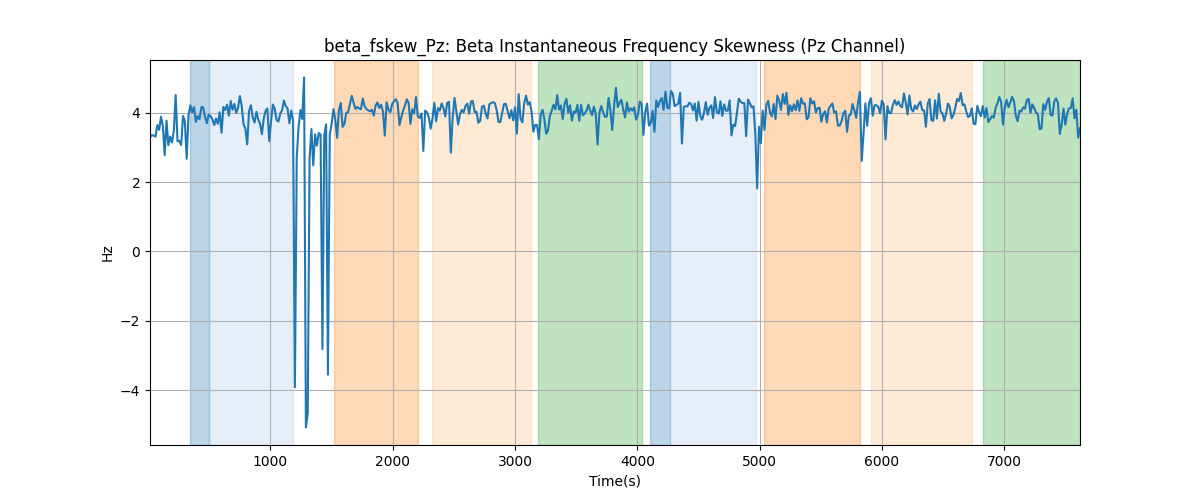 beta_fskew_Pz: Beta Instantaneous Frequency Skewness (Pz Channel)
Hz
4
2
0
−2
−4
1000 2000 3000 4000 5000 6000 7000
Time(s)